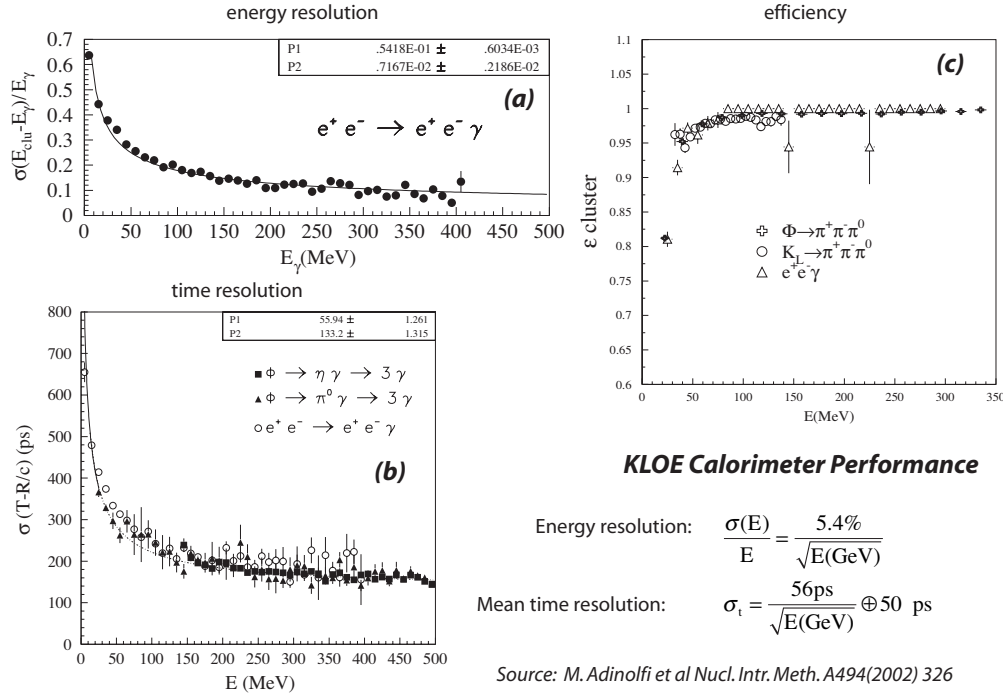 energy resolution
P1 .5418E-01 ± .6034E-03
P2 .7167E-02 ± .2186E-02
(a)
e⁺ e⁻ → e⁺ e⁻ γ
σ(E_clu-E_γ)/E_γ
0.7
0.6
0.5
0.4
0.3
0.2
0.1
0
0 50 100 150 200 250 300 350 400 450 500
E_γ(MeV)
time resolution
P1 55.94 ± 1.261
P2 133.2 ± 1.315
■ Φ → η γ → 3 γ
▲ Φ → π⁰ γ → 3 γ
○ e⁺ e⁻ → e⁺ e⁻ γ
(b)
σ (T-R/c) (ps)
800
700
600
500
400
300
200
100
0
0 50 100 150 200 250 300 350 400 450 500
E (MeV)
efficiency
(c)
ε cluster
1.1
1.05
1
0.95
0.9
0.85
0.8
0.75
0.7
0.65
0.6
Φ→π⁺π⁻π⁰
K_L→π⁺π⁻π⁰
△ e⁺e⁻γ
0 50 100 150 200 250 300 350
E(MeV)
KLOE Calorimeter Performance
Energy resolution: σ(E)/E = 5.4%/√E(GeV)
Mean time resolution: σ_t = 56ps/√E(GeV) ⊕ 50 ps
Source: M. Adinolfi et al Nucl. Intr. Meth. A494(2002) 326